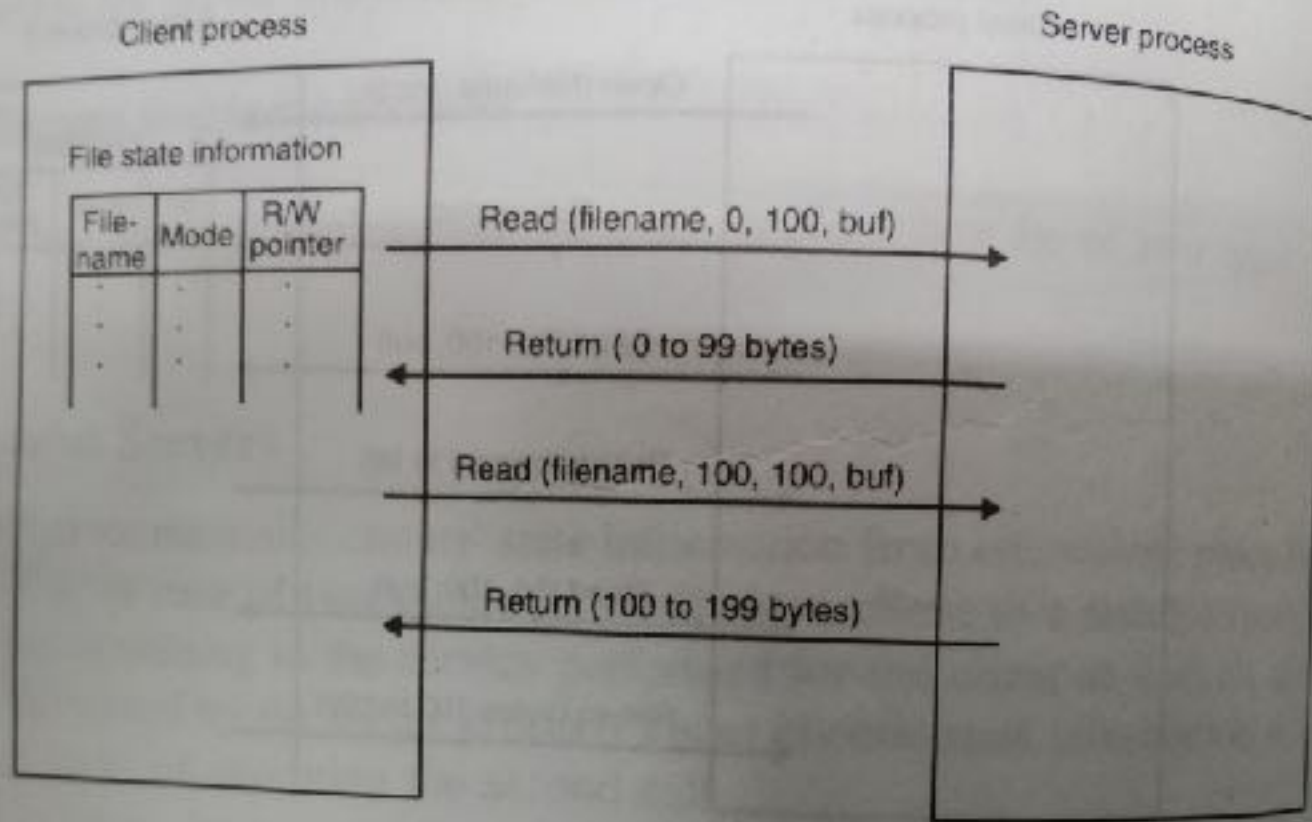 Client process
Server process
File state information
File-
name
Mode
R/W
pointer
Read (filename, 0, 100, buf)
Return ( 0 to 99 bytes)
Read (filename, 100, 100, buf)
Return (100 to 199 bytes)